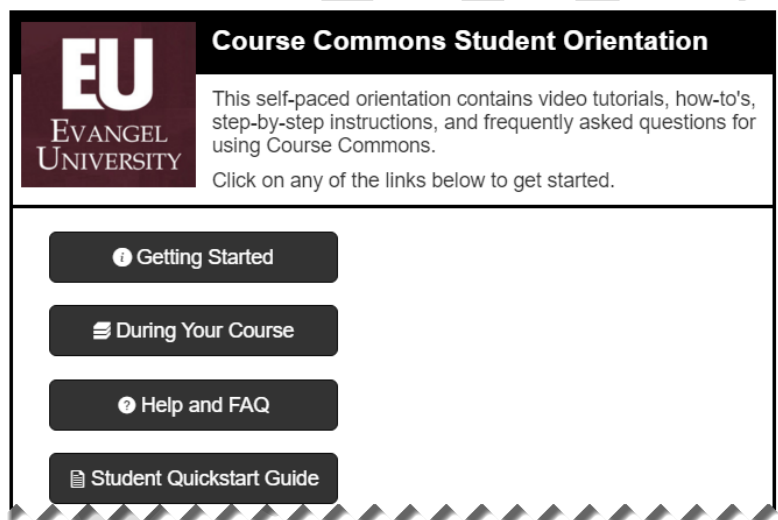 Course Commons Student Orientation
EU
EVANGEL
UNIVERSITY
This self-paced orientation contains video tutorials, how-to's,
step-by-step instructions, and frequently asked questions for
using Course Commons.
Click on any of the links below to get started.
Getting Started
During Your Course
Help and FAQ
Student Quickstart Guide